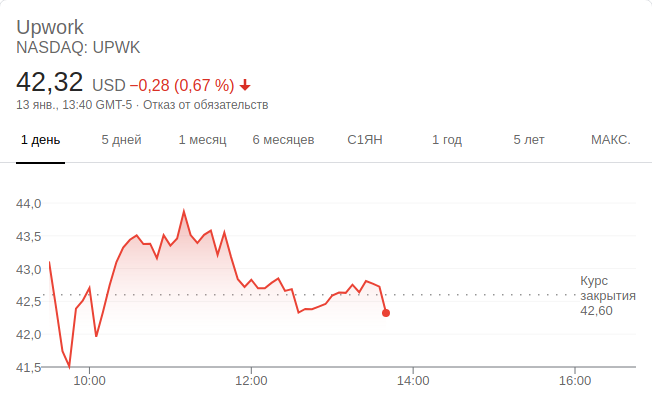 Upwork
NASDAQ: UPWK
42,32 USD −0,28 (0,67 %)
13 янв., 13:40 GMT-5 · Отказ от обязательств
1 день 5 дней 1 месяц 6 месяцев С1ЯН 1 год 5 лет МАКС.
44,0
43,5
43,0
42,5
42,0
41,5
Курс
закрытия
42,60
10:00 12:00 14:00 16:00